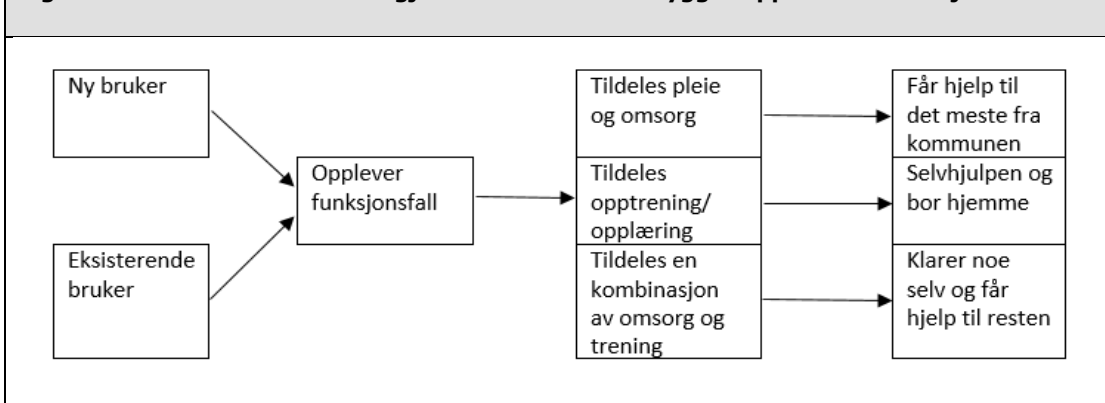 Ny bruker
Eksisterende
bruker
Opplever
funksjonsfall
Tildeles pleie
og omsorg
Tildeles
opptrening/
opplæring
Tildeles en
kombinasjon
av omsorg og
trening
Får hjelp til
det meste fra
kommunen
Selvhjulpen og
bor hjemme
Klarer noe
selv og får
hjelp til resten